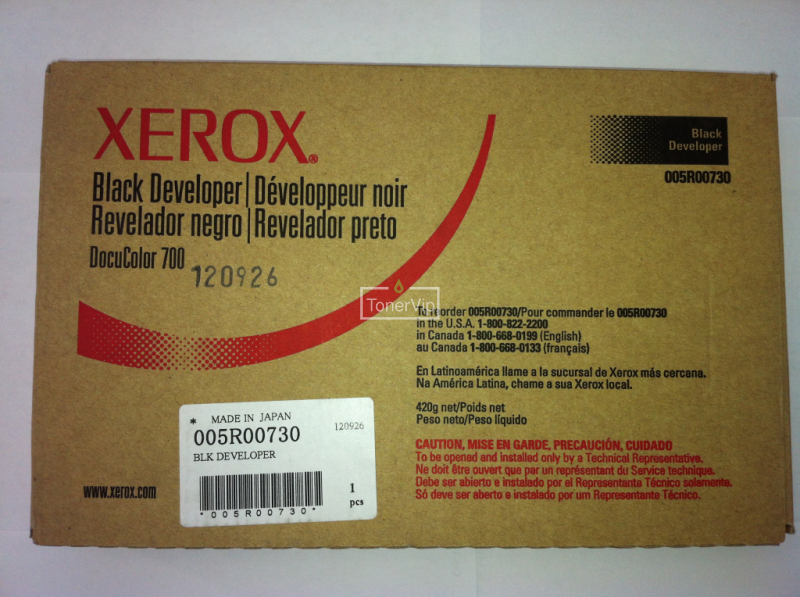 XEROX®
Black Developer | Développeur noir
Revelador negro | Revelador preto
DocuColor 700
120926
Black
Developer
005R00730
TonerVip
To reorder 005R00730/Pour commander le 005R00730
in the U.S.A. 1-800-822-2200
in Canada 1-800-668-0199 (English)
au Canada 1-800-668-0133 (français)
En Latinoamérica llame a la sucursal de Xerox más cercana.
Na América Latina, chame a sua Xerox local.
420g net/Poids net
Peso neto/Peso líquido
CAUTION, MISE EN GARDE, PRECAUCIÓN, CUIDADO
To be opened and installed only by a Technical Representative.
Ne doit être ouvert que par un représentant du Service technique.
Debe ser abierto e instalado por el Representante Técnico solamente.
Só deve ser aberto e instalado por um Representante Técnico.
* MADE IN JAPAN
120926
005R00730
BLK DEVELOPER
1
pcs
*005R00730*
www.xerox.com